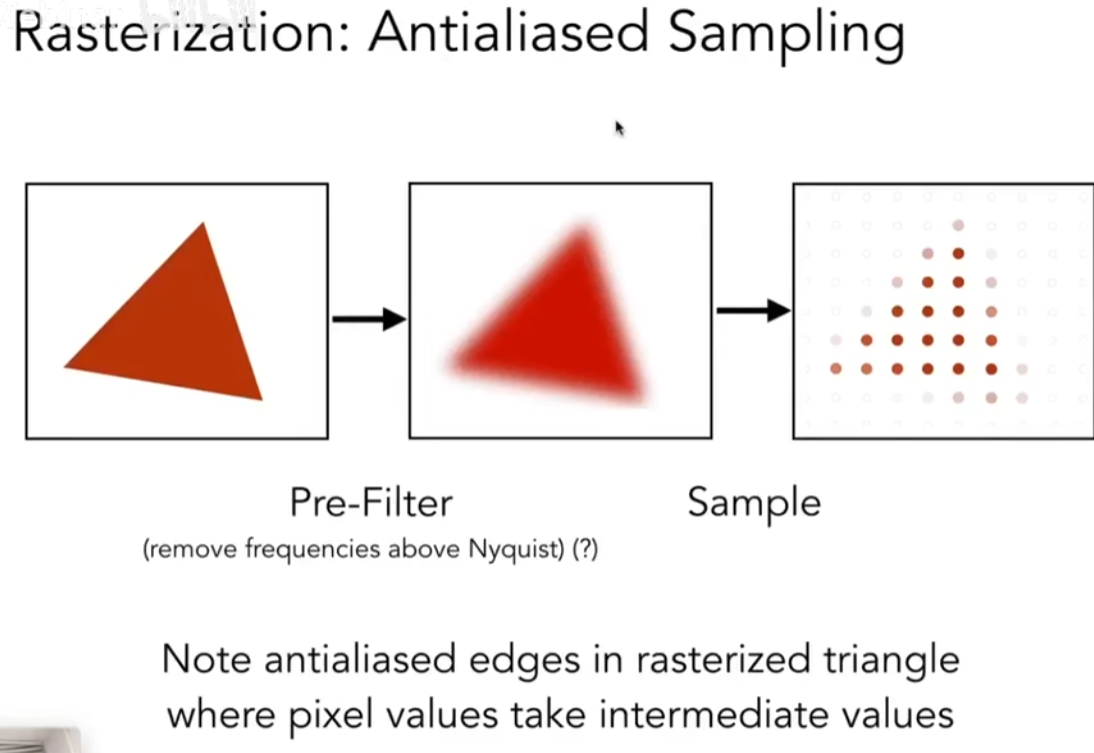 Rasterization: Antialiased Sampling
Pre-Filter
Sample
(remove frequencies above Nyquist) (?)
Note antialiased edges in rasterized triangle
where pixel values take intermediate values